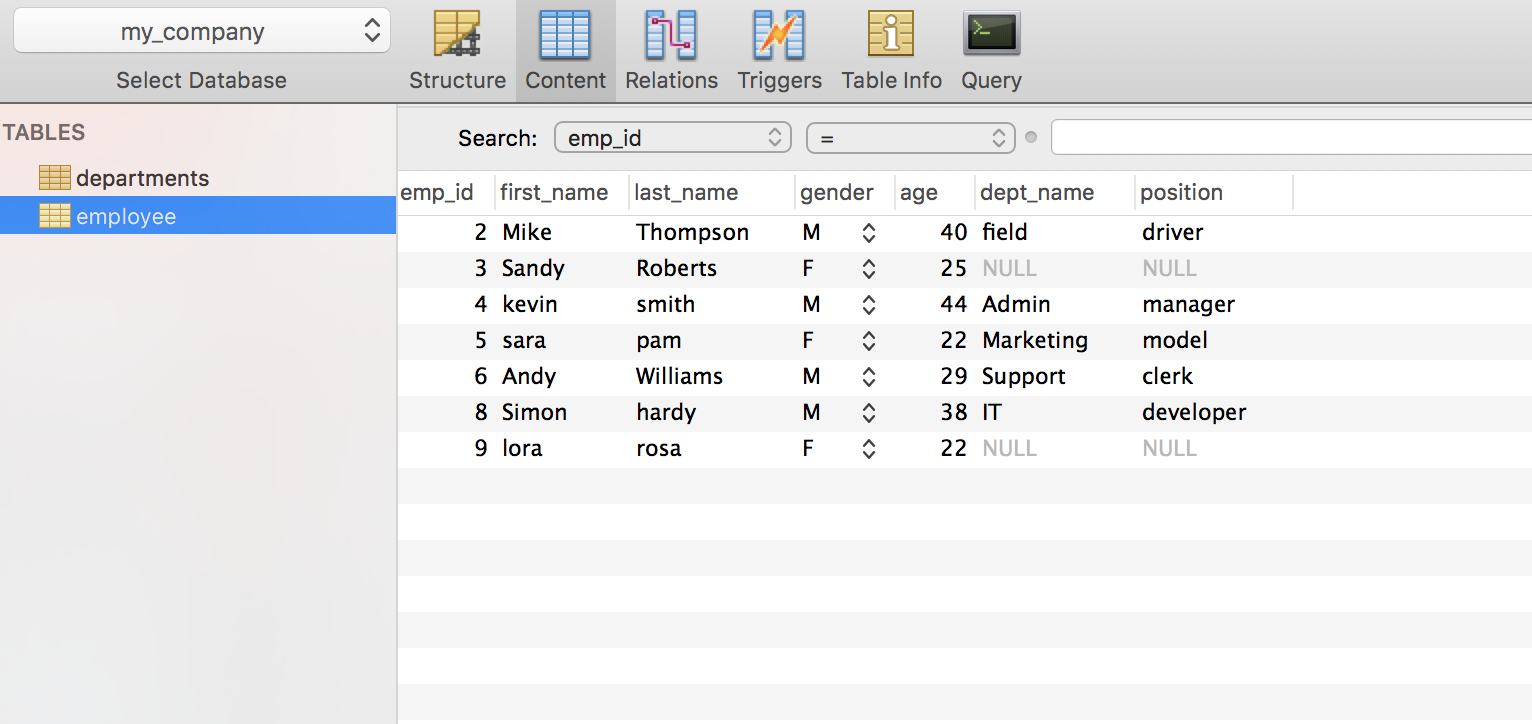 my_company
Select Database
Structure Content Relations Triggers Table Info Query
TABLES
departments
employee
Search: emp_id =
emp_id first_name last_name gender age dept_name position
2 Mike Thompson M 40 field driver
3 Sandy Roberts F 25 NULL NULL
4 kevin smith M 44 Admin manager
5 sara pam F 22 Marketing model
6 Andy Williams M 29 Support clerk
8 Simon hardy M 38 IT developer
9 lora rosa F 22 NULL NULL